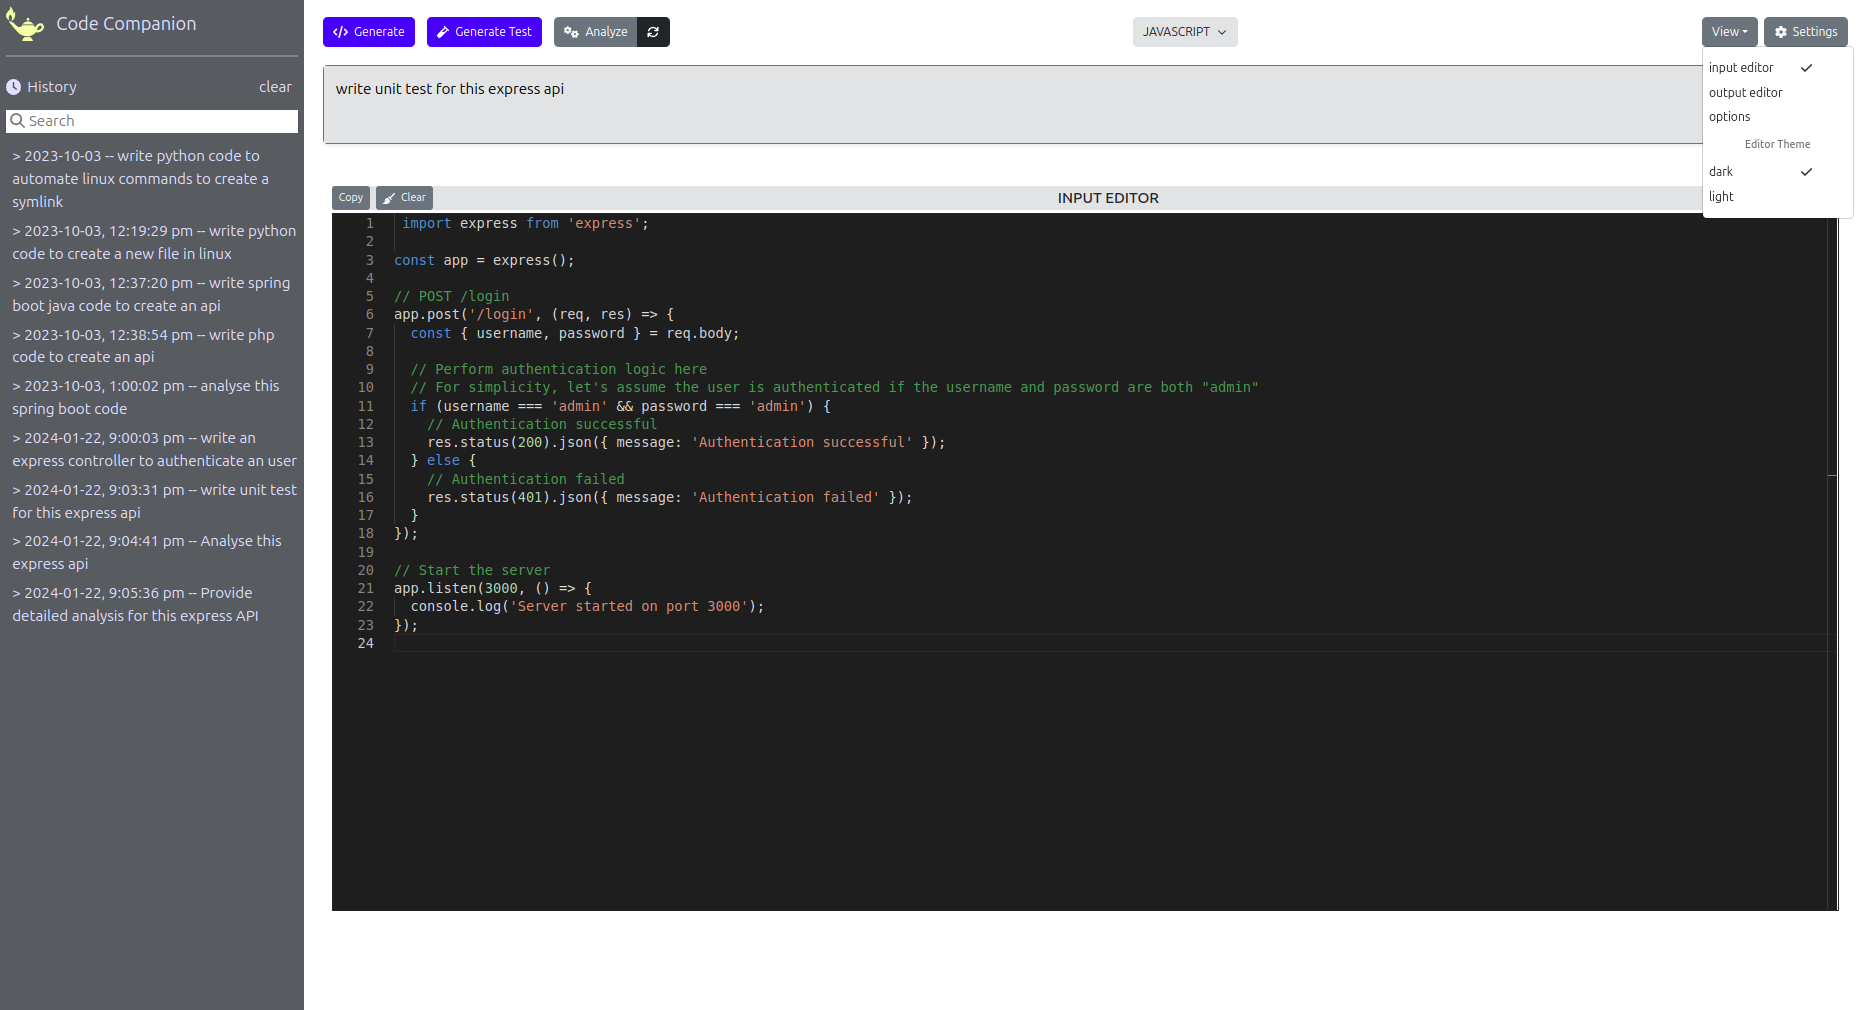 Code Companion
History clear
Search
> 2023-10-03 -- write python code to
automate linux commands to create a
symlink
> 2023-10-03, 12:19:29 pm -- write python
code to create a new file in linux
> 2023-10-03, 12:37:20 pm -- write spring
boot java code to create an api
> 2023-10-03, 12:38:54 pm -- write php
code to create an api
> 2023-10-03, 1:00:02 pm -- analyse this
spring boot code
> 2024-01-22, 9:00:03 pm -- write an
express controller to authenticate an user
> 2024-01-22, 9:03:31 pm -- write unit test
for this express api
> 2024-01-22, 9:04:41 pm -- Analyse this
express api
> 2024-01-22, 9:05:36 pm -- Provide
detailed analysis for this express API
</> Generate Generate Test Analyze JAVASCRIPT View Settings
input editor
output editor
options
Editor Theme
dark
light
write unit test for this express api
Copy Clear INPUT EDITOR
1 import express from 'express';
2
3 const app = express();
4
5 // POST /login
6 app.post('/login', (req, res) => {
7 const { username, password } = req.body;
8
9 // Perform authentication logic here
10 // For simplicity, let's assume the user is authenticated if the username and password are both "admin"
11 if (username === 'admin' && password === 'admin') {
12 // Authentication successful
13 res.status(200).json({ message: 'Authentication successful' });
14 } else {
15 // Authentication failed
16 res.status(401).json({ message: 'Authentication failed' });
17 }
18 });
19
20 // Start the server
21 app.listen(3000, () => {
22 console.log('Server started on port 3000');
23 });
24